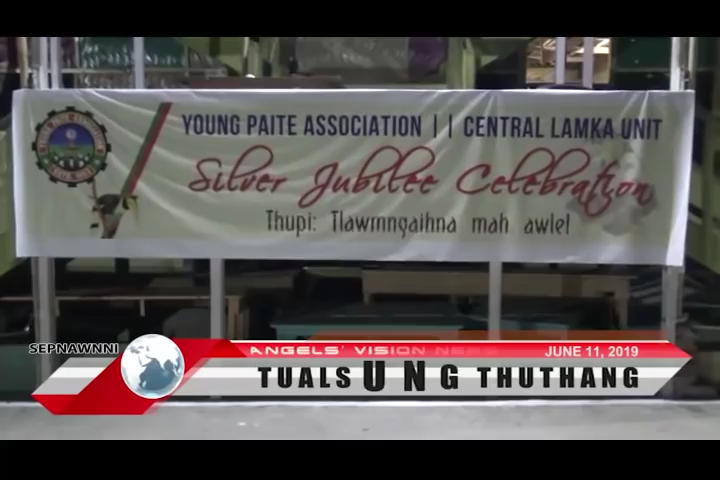 YOUNG PAITE ASSOCIATION || CENTRAL LAMKA UNIT
Silver Jubilee Celebration
Thupi: Tlawmngaihna mah awlel
SEPNAWNNI
ANGELS' VISION NEWS
JUNE 11, 2019
TUALSUNG THUTHANG